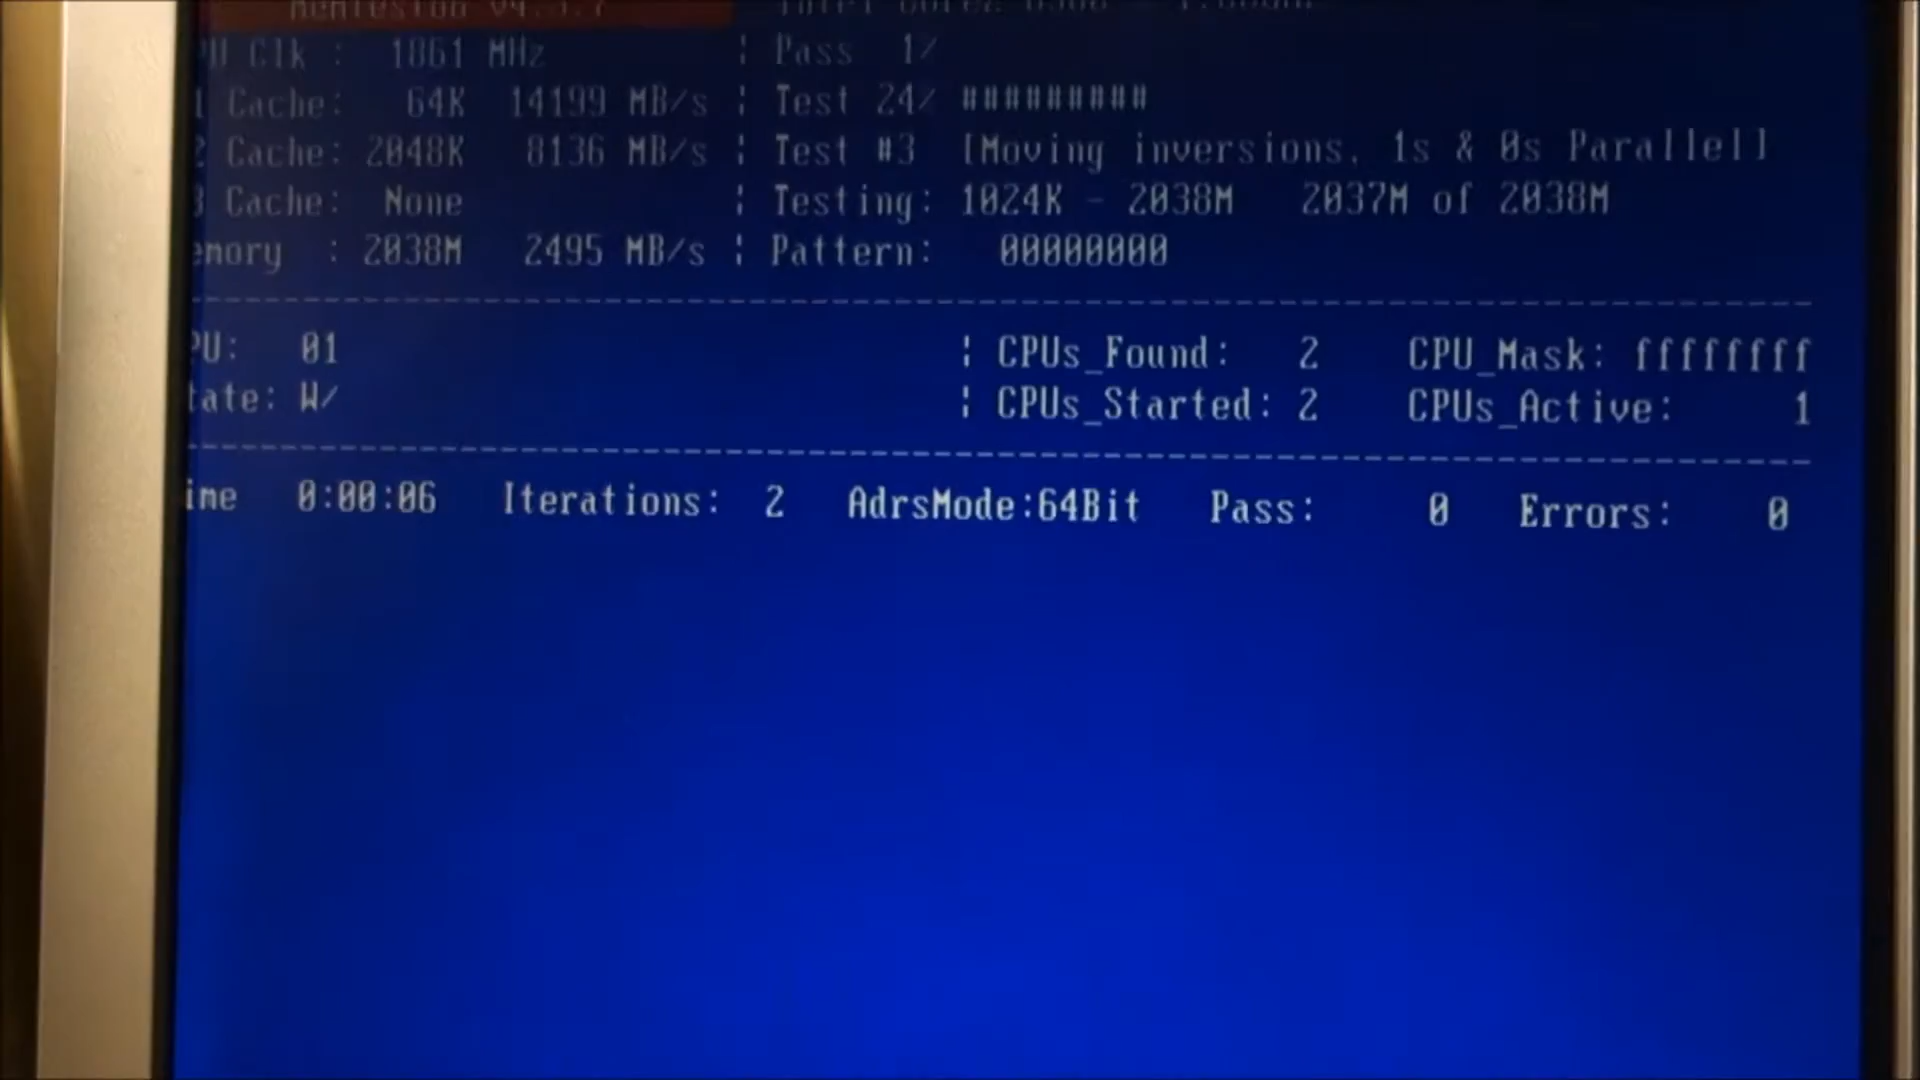 Clk : 1861 MHz ¦ Pass 1%
Cache: 64K 14199 MB/s ¦ Test 24% #########
2 Cache: 2048K 8136 MB/s ¦ Test #3 [Moving inversions, 1s & 0s Parallel]
3 Cache: None ¦ Testing: 1024K - 2038M 2037M of 2038M
emory : 2038M 2495 MB/s ¦ Pattern: 00000000
PU: 01 ¦ CPUs_Found: 2 CPU_Mask: ffffffff
tate: W/ ¦ CPUs_Started: 2 CPUs_Active: 1
ime 0:00:06 Iterations: 2 AdrsMode:64Bit Pass: 0 Errors: 0